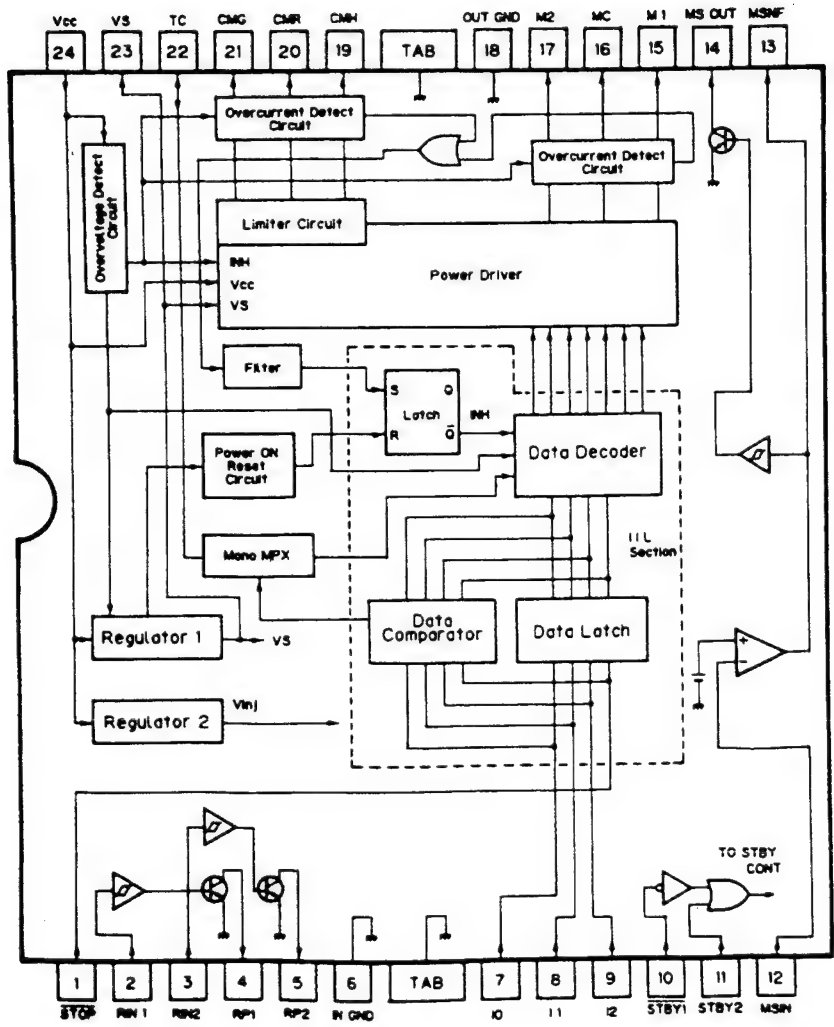 Vcc VS TC CMG CMR CMH OUT GND M2 MC M1 MS OUT MSNF
24 23 22 21 20 19 TAB 18 17 16 15 14 13
Overcurrent Detect
Circuit
Overcurrent Detect
Circuit
Overvoltage Detect
Circuit
Limiter Circuit
INH
Vcc
VS
Power Driver
Filter
S Q
Latch
R Q̅
INH
Data Decoder
Power ON
Reset
Circuit
Mono MPX
IIL
Section
Data
Comparator
Data Latch
Regulator 1
VS
+
−
Regulator 2
Vinj
TO STBY
CONT
1 2 3 4 5 6 TAB 7 8 9 10 11 12
S̅T̅O̅P̅ RIN 1 RIN2 RP1 RP2 IN GND I0 I1 I2 S̅T̅B̅Y̅1̅ STBY2 MSIN